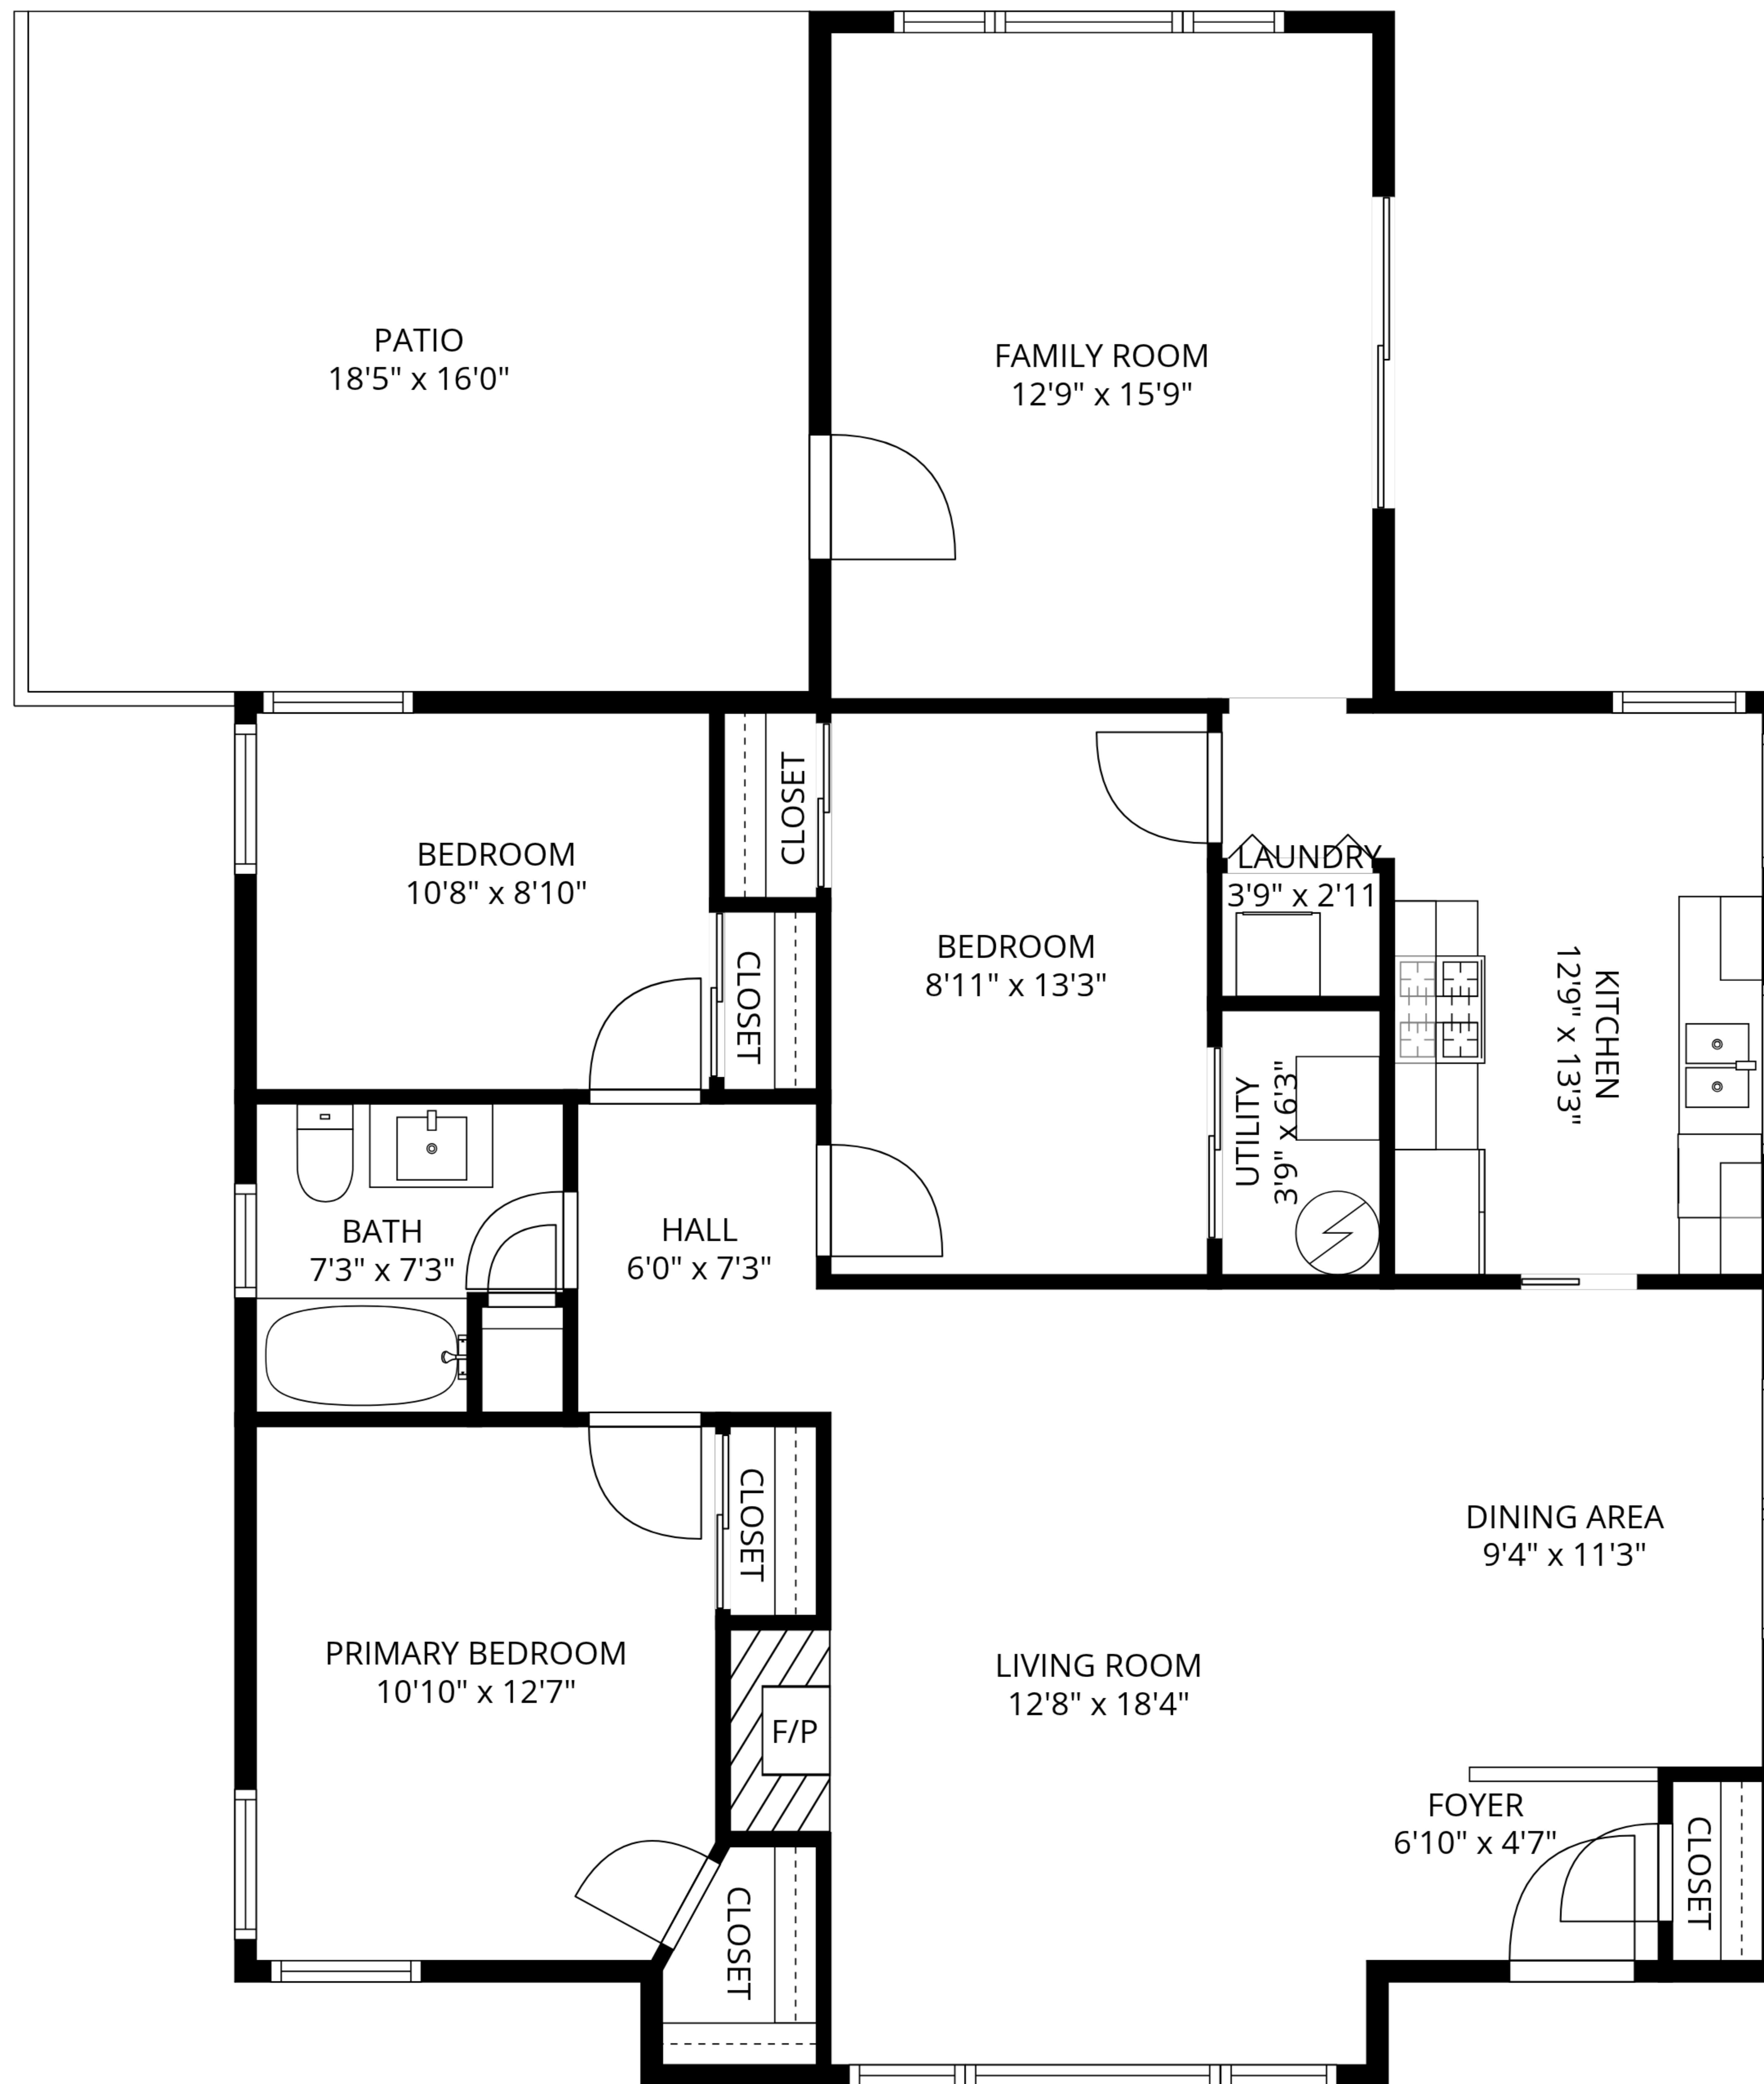 PATIO
18'5" x 16'0"
FAMILY ROOM
12'9" x 15'9"
BEDROOM
10'8" x 8'10"
CLOSET
CLOSET
BEDROOM
8'11" x 13'3"
LAUNDRY
3'9" x 2'11
UTILITY
3'9" x 6'3"
KITCHEN
12'9" x 13'3"
BATH
7'3" x 7'3"
HALL
6'0" x 7'3"
CLOSET
DINING AREA
9'4" x 11'3"
PRIMARY BEDROOM
10'10" x 12'7"
F/P
LIVING ROOM
12'8" x 18'4"
FOYER
6'10" x 4'7"
CLOSET
CLOSET